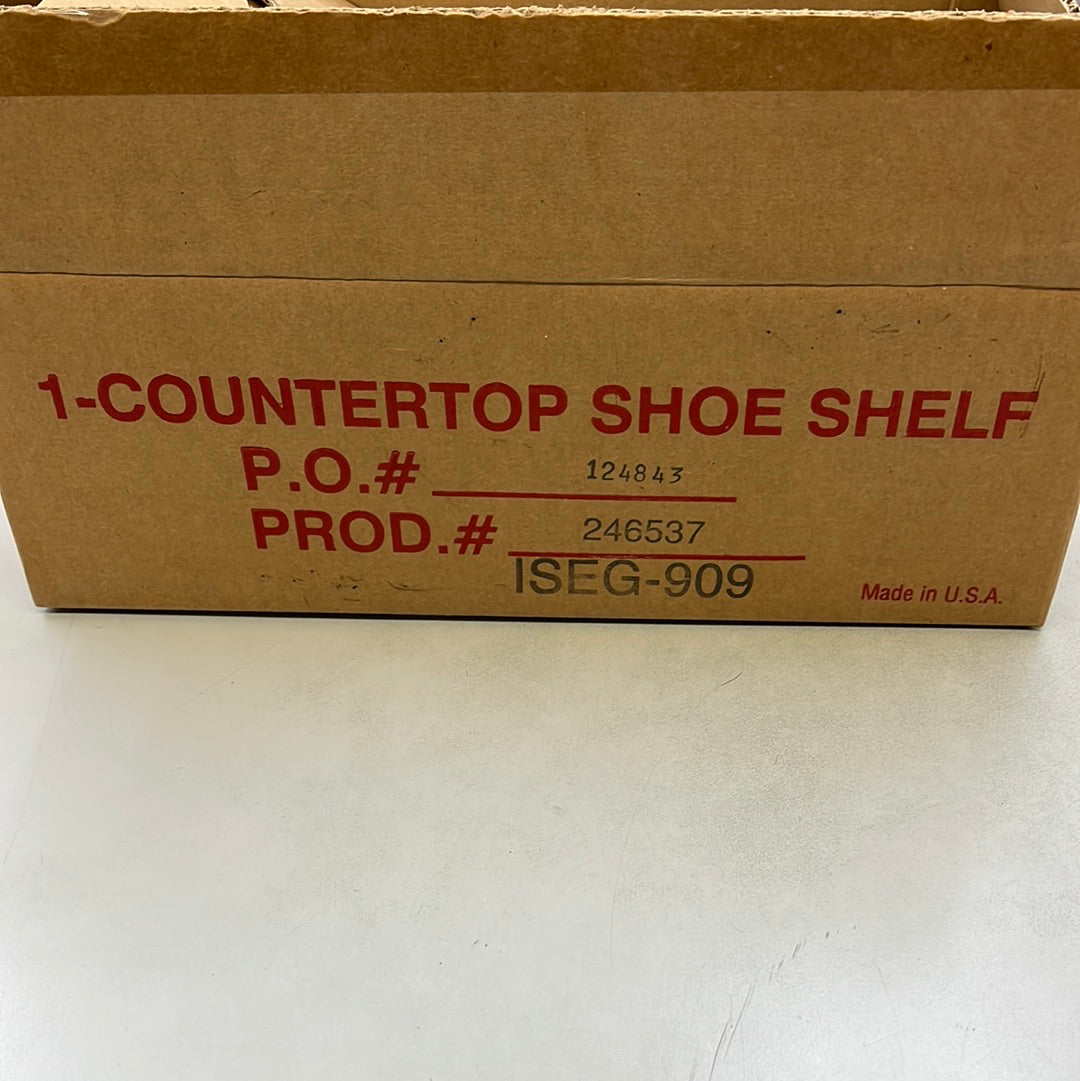 1-COUNTERTOP SHOE SHELF
P.O.# 124843
PROD.# 246537
ISEG-909
Made in U.S.A.